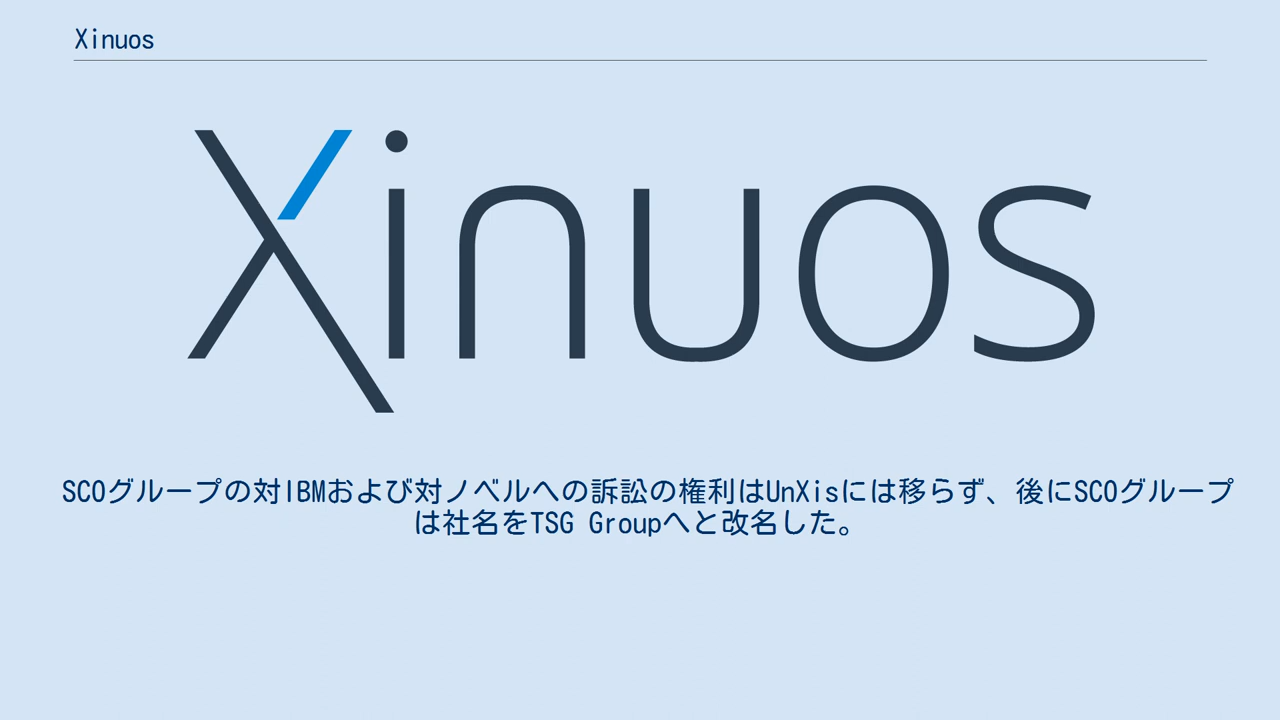 Xinuos
Xinuos
SCOグループの対IBMおよび対ノベルへの訴訟の権利はUnXisには移らず、後にSCOグループ
は社名をTSG Groupへと改名した。